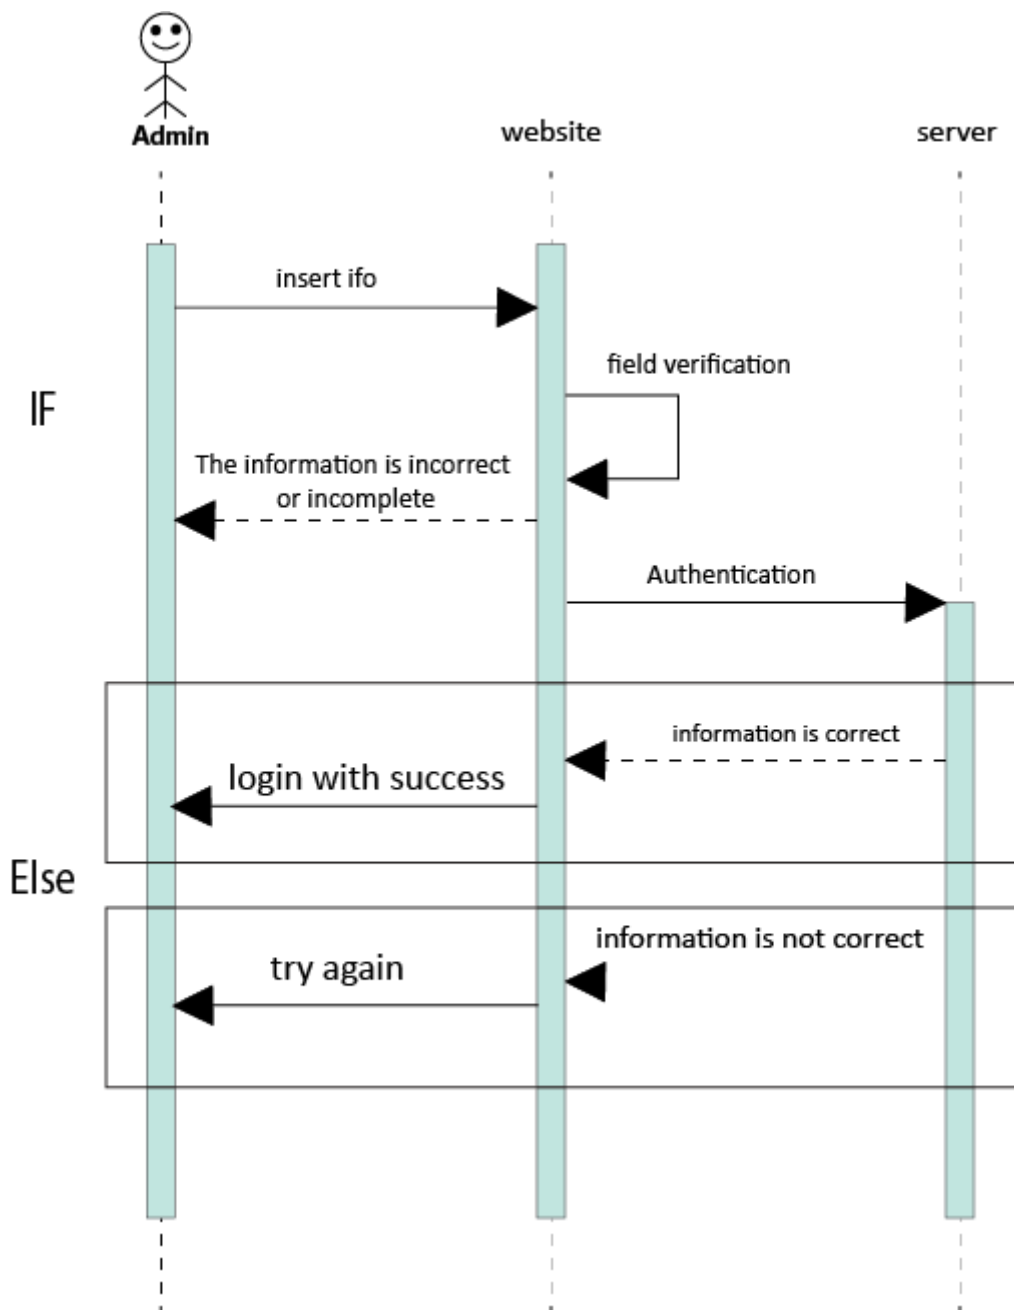 Admin
website
server
insert ifo
field verification
IF
The information is incorrect
or incomplete
Authentication
information is correct
login with success
Else
information is not correct
try again